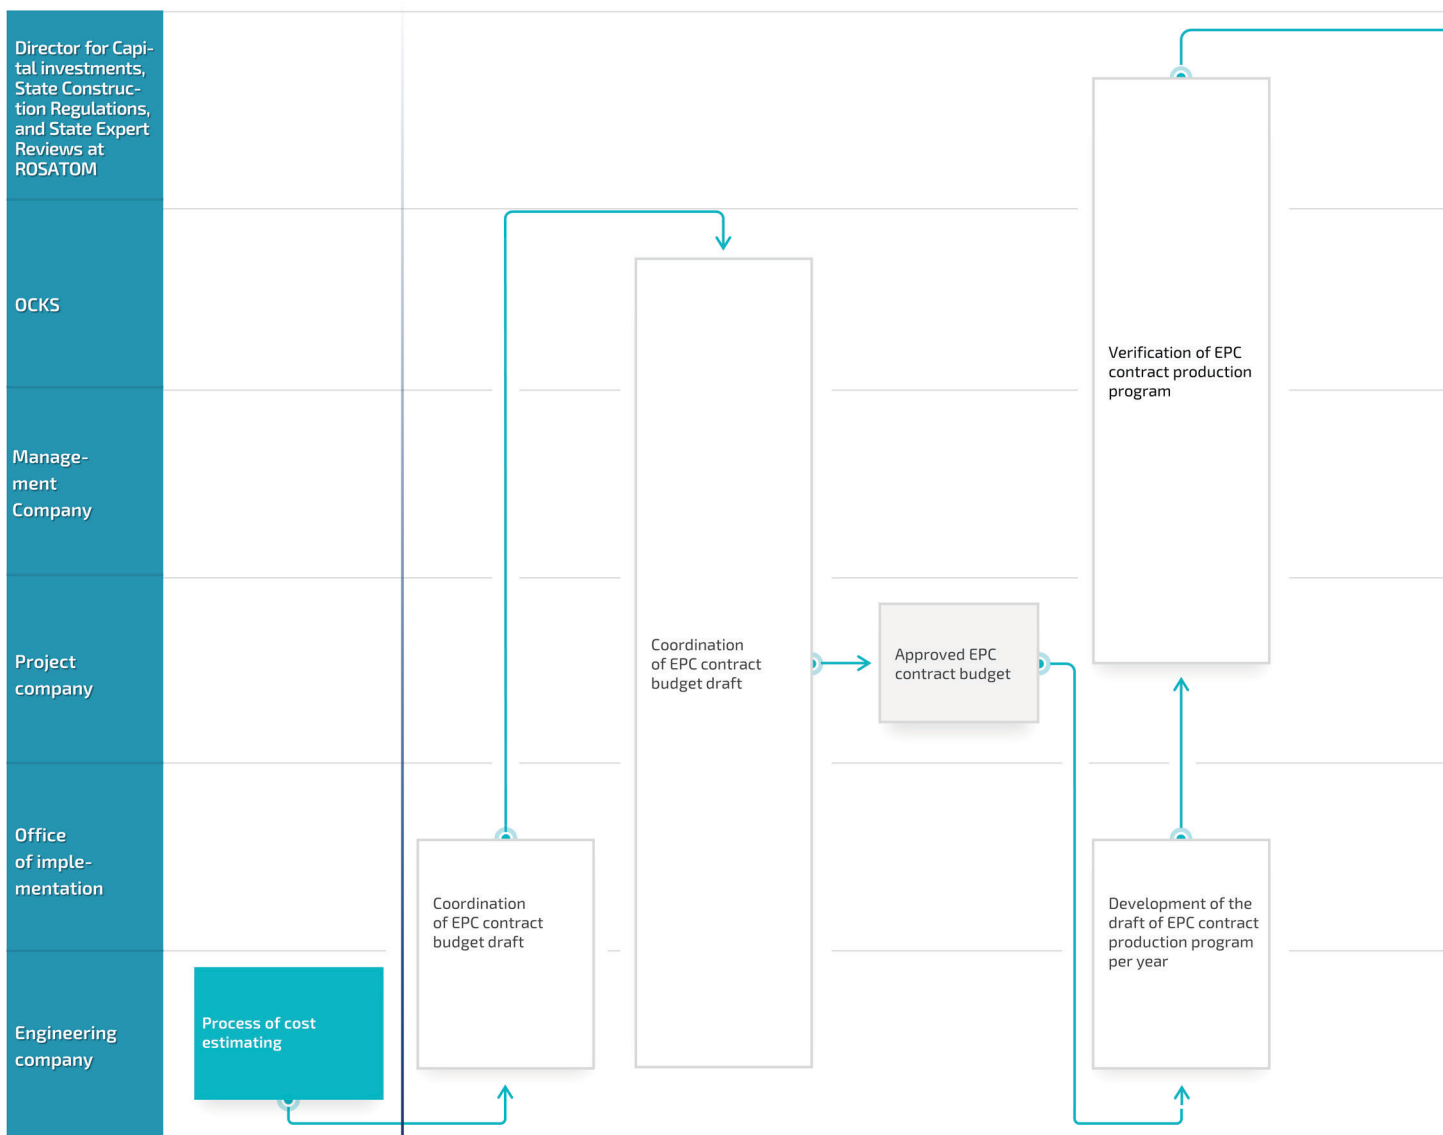 Director for Capi-
tal investments,
State Construc-
tion Regulations,
and State Expert
Reviews at
ROSATOM
OCKS
Manage-
ment
Company
Project
company
Office
of imple-
mentation
Engineering
company
Process of cost
estimating
Coordination
of EPC contract
budget draft
Coordination
of EPC contract
budget draft
Approved EPC
contract budget
Verification of EPC
contract production
program
Development of the
draft of EPC contract
production program
per year